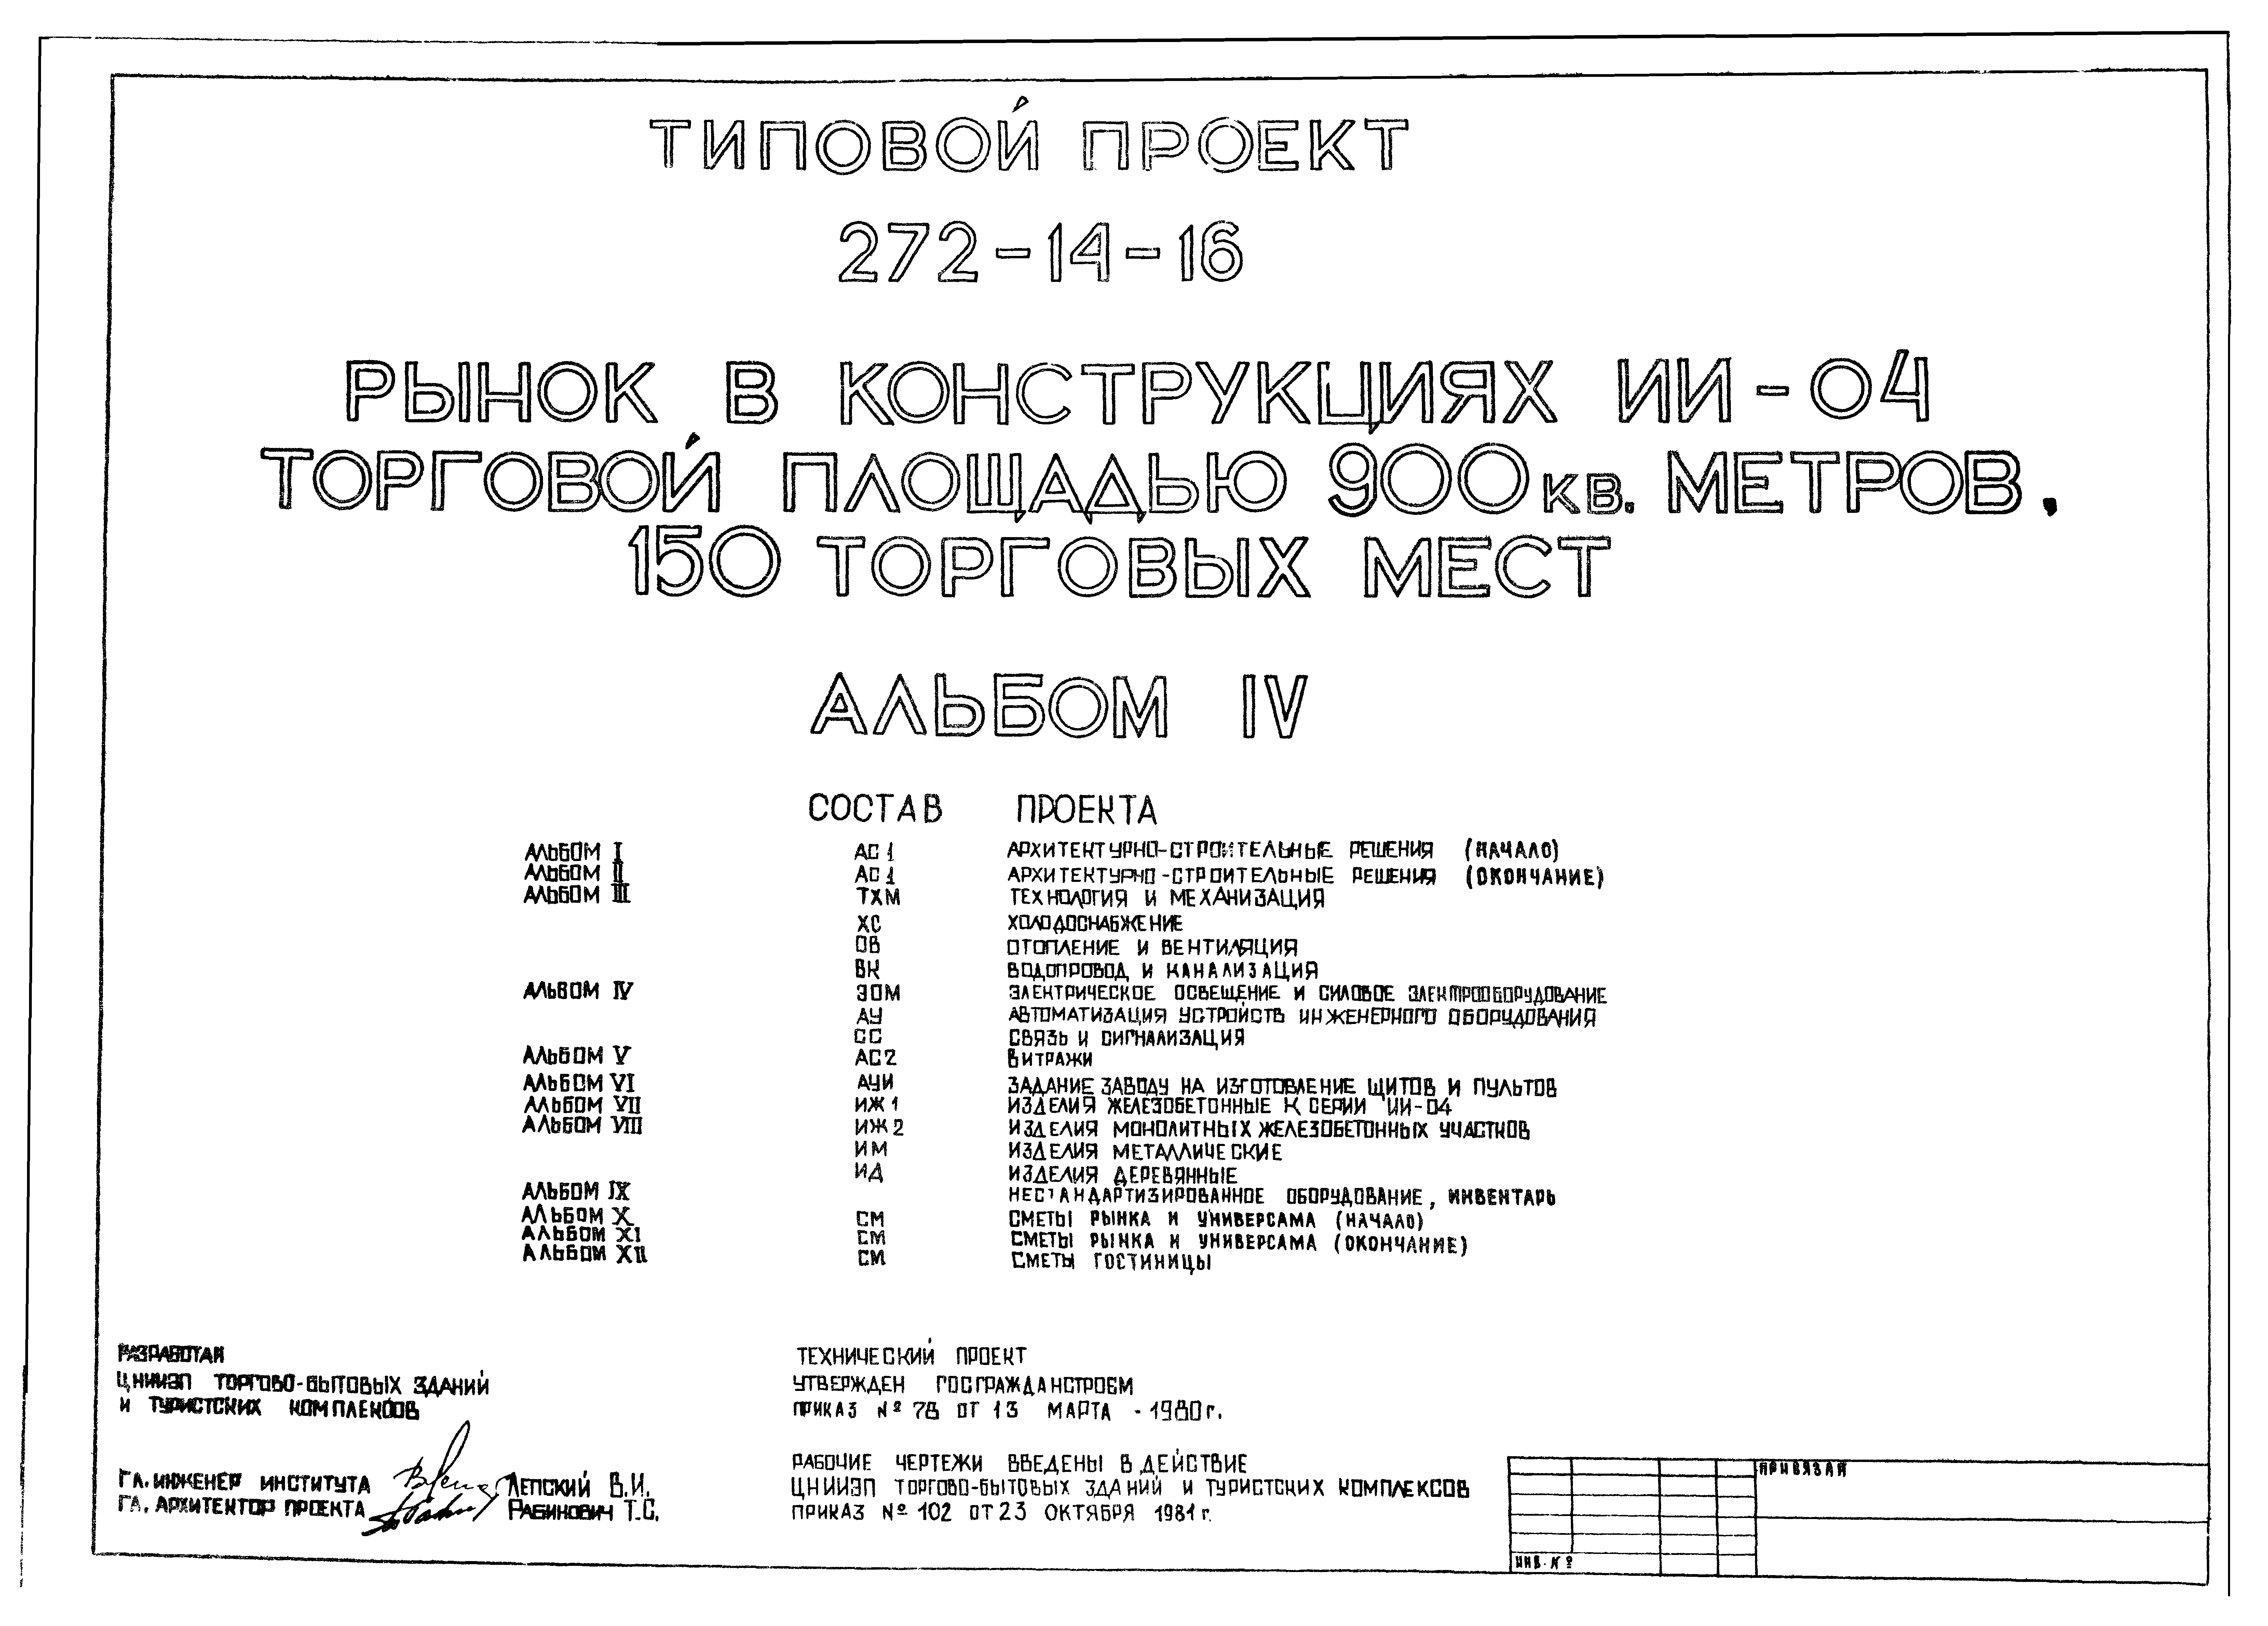 ТИПОВОЙ ПРОЕКТ
272-14-16
РЫНОК В КОНСТРУКЦИЯХ ИИ-04
ТОРГОВОЙ ПЛОЩАДЬЮ 900 КВ. МЕТРОВ,
150 ТОРГОВЫХ МЕСТ
АЛЬБОМ IV
СОСТАВ ПРОЕКТА
АЛЬБОМ I АС1 АРХИТЕКТУРНО-СТРОИТЕЛЬНЫЕ РЕШЕНИЯ (НАЧАЛО)
АЛЬБОМ II АС1 АРХИТЕКТУРНО-СТРОИТЕЛЬНЫЕ РЕШЕНИЯ (ОКОНЧАНИЕ)
АЛЬБОМ III ТХМ ТЕХНОЛОГИЯ И МЕХАНИЗАЦИЯ
ХС ХОЛОДОСНАБЖЕНИЕ
ОВ ОТОПЛЕНИЕ И ВЕНТИЛЯЦИЯ
ВК ВОДОПРОВОД И КАНАЛИЗАЦИЯ
АЛЬБОМ IV ЭОМ ЭЛЕКТРИЧЕСКОЕ ОСВЕЩЕНИЕ И СИЛОВОЕ ЭЛЕКТРООБОРУДОВАНИЕ
АУ АВТОМАТИЗАЦИЯ УСТРОЙСТВ ИНЖЕНЕРНОГО ОБОРУДОВАНИЯ
СС СВЯЗЬ И СИГНАЛИЗАЦИЯ
АЛЬБОМ V АС2 ВИТРАЖИ
АЛЬБОМ VI АУИ ЗАДАНИЕ ЗАВОДУ НА ИЗГОТОВЛЕНИЕ ЩИТОВ И ПУЛЬТОВ
АЛЬБОМ VII ИЖ1 ИЗДЕЛИЯ ЖЕЛЕЗОБЕТОННЫЕ К СЕРИИ ИИ-04
АЛЬБОМ VIII ИЖ2 ИЗДЕЛИЯ МОНОЛИТНЫХ ЖЕЛЕЗОБЕТОННЫХ УЧАСТКОВ
ИМ ИЗДЕЛИЯ МЕТАЛЛИЧЕСКИЕ
ИД ИЗДЕЛИЯ ДЕРЕВЯННЫЕ
АЛЬБОМ IX НЕСТАНДАРТИЗИРОВАННОЕ ОБОРУДОВАНИЕ, ИНВЕНТАРЬ
АЛЬБОМ X СМ СМЕТЫ РЫНКА И УНИВЕРСАМА (НАЧАЛО)
АЛЬБОМ XI СМ СМЕТЫ РЫНКА И УНИВЕРСАМА (ОКОНЧАНИЕ)
АЛЬБОМ XII СМ СМЕТЫ ГОСТИНИЦЫ
РАЗРАБОТАН
ЦНИИЭП ТОРГОВО-БЫТОВЫХ ЗДАНИЙ
И ТУРИСТСКИХ КОМПЛЕКСОВ
ГЛ. ИНЖЕНЕР ИНСТИТУТА ЛЕПСКИЙ В.И.
ГЛ. АРХИТЕКТОР ПРОЕКТА РАБИНОВИЧ Т.С.
ТЕХНИЧЕСКИЙ ПРОЕКТ
УТВЕРЖДЕН ГОСГРАЖДАНСТРОЕМ
ПРИКАЗ № 78 ОТ 13 МАРТА - 1980 г.
РАБОЧИЕ ЧЕРТЕЖИ ВВЕДЕНЫ В ДЕЙСТВИЕ
ЦНИИЭП ТОРГОВО-БЫТОВЫХ ЗДАНИЙ И ТУРИСТСКИХ КОМПЛЕКСОВ
ПРИКАЗ № 102 ОТ 23 ОКТЯБРЯ 1981 г.
ПРИВЯЗАН
ИНВ. №